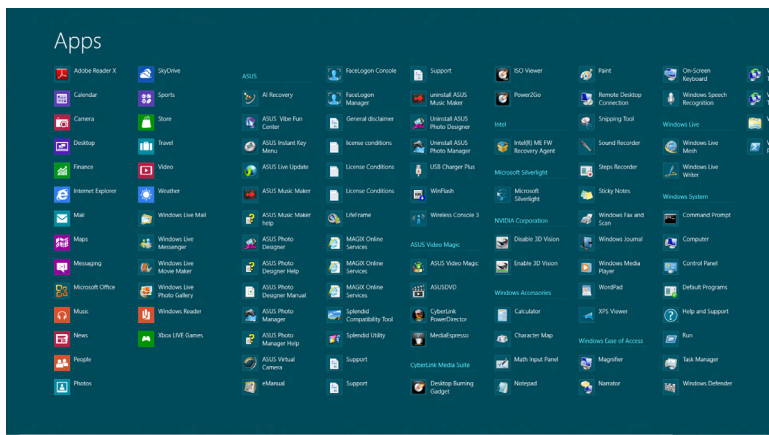 Apps
Adobe Reader X
Calendar
Camera
Desktop
Finance
Internet Explorer
Mail
Maps
Messaging
Microsoft Office
Music
News
People
Photos
SkyDrive
Sports
Store
Travel
Video
Weather
Windows Live Mail
Windows Live
Messenger
Windows Live
Movie Maker
Windows Live
Photo Gallery
Windows Reader
Xbox LIVE Games
ASUS
AI Recovery
ASUS Vibe Fun
Center
ASUS Instant Key
Menu
ASUS Live Update
ASUS Music Maker
ASUS Music Maker
help
ASUS Photo
Designer
ASUS Photo
Designer Help
ASUS Photo
Designer Manual
ASUS Photo
Manager
ASUS Photo
Manager Help
ASUS Virtual
Camera
eManual
FaceLogon Console
FaceLogon
Manager
General disclaimer
license conditions
License Conditions
License Conditions
LifeFrame
MAGIX Online
Services
MAGIX Online
Services
MAGIX Online
Services
Splendid
Compatibility Tool
Splendid Utility
Support
Support
Support
uninstall ASUS
Music Maker
Uninstall ASUS
Photo Designer
Uninstall ASUS
Photo Manager
USB Charger Plus
WinFlash
Wireless Console 3
ASUS Video Magic
ASUS Video Magic
ASUSDVD
CyberLink
PowerDirector
MediaEspresso
CyberLink Media Suite
Desktop Burning
Gadget
ISO Viewer
Power2Go
Intel
Intel(R) ME FW
Recovery Agent
Microsoft Silverlight
Microsoft
Silverlight
NVIDIA Corporation
Disable 3D Vision
Enable 3D Vision
Windows Accessories
Calculator
Character Map
Math Input Panel
Notepad
Paint
Remote Desktop
Connection
Snipping Tool
Sound Recorder
Steps Recorder
Sticky Notes
Windows Fax and
Scan
Windows Journal
Windows Media
Player
WordPad
XPS Viewer
Windows Ease of Access
Magnifier
Narrator
On-Screen
Keyboard
Windows Speech
Recognition
Windows Live
Windows Live
Mesh
Windows Live
Writer
Windows System
Command Prompt
Computer
Control Panel
Default Programs
Help and Support
Run
Task Manager
Windows Defender